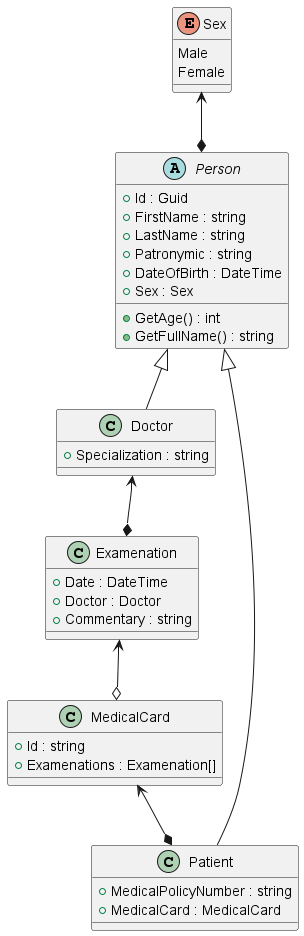 E Sex
Male
Female
A Person
Id : Guid
FirstName : string
LastName : string
Patronymic : string
DateOfBirth : DateTime
Sex : Sex
GetAge() : int
GetFullName() : string
C Doctor
Specialization : string
C Examenation
Date : DateTime
Doctor : Doctor
Commentary : string
C MedicalCard
Id : string
Examenations : Examenation[]
C Patient
MedicalPolicyNumber : string
MedicalCard : MedicalCard